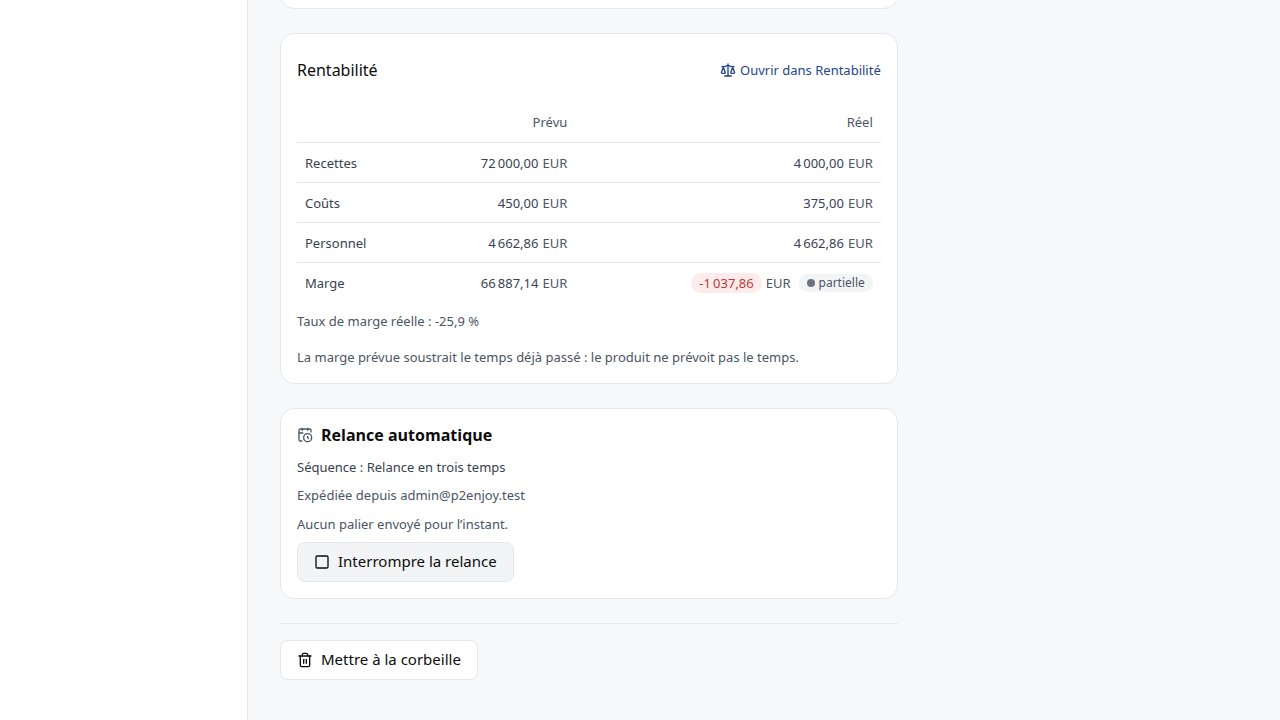 Rentabilité
Ouvrir dans Rentabilité
Prévu Réel
Recettes 72 000,00 EUR 4 000,00 EUR
Coûts 450,00 EUR 375,00 EUR
Personnel 4 662,86 EUR 4 662,86 EUR
Marge 66 887,14 EUR -1 037,86 EUR partielle
Taux de marge réelle : -25,9 %
La marge prévue soustrait le temps déjà passé : le produit ne prévoit pas le temps.
Relance automatique
Séquence : Relance en trois temps
Expédiée depuis admin@p2enjoy.test
Aucun palier envoyé pour l’instant.
Interrompre la relance
Mettre à la corbeille